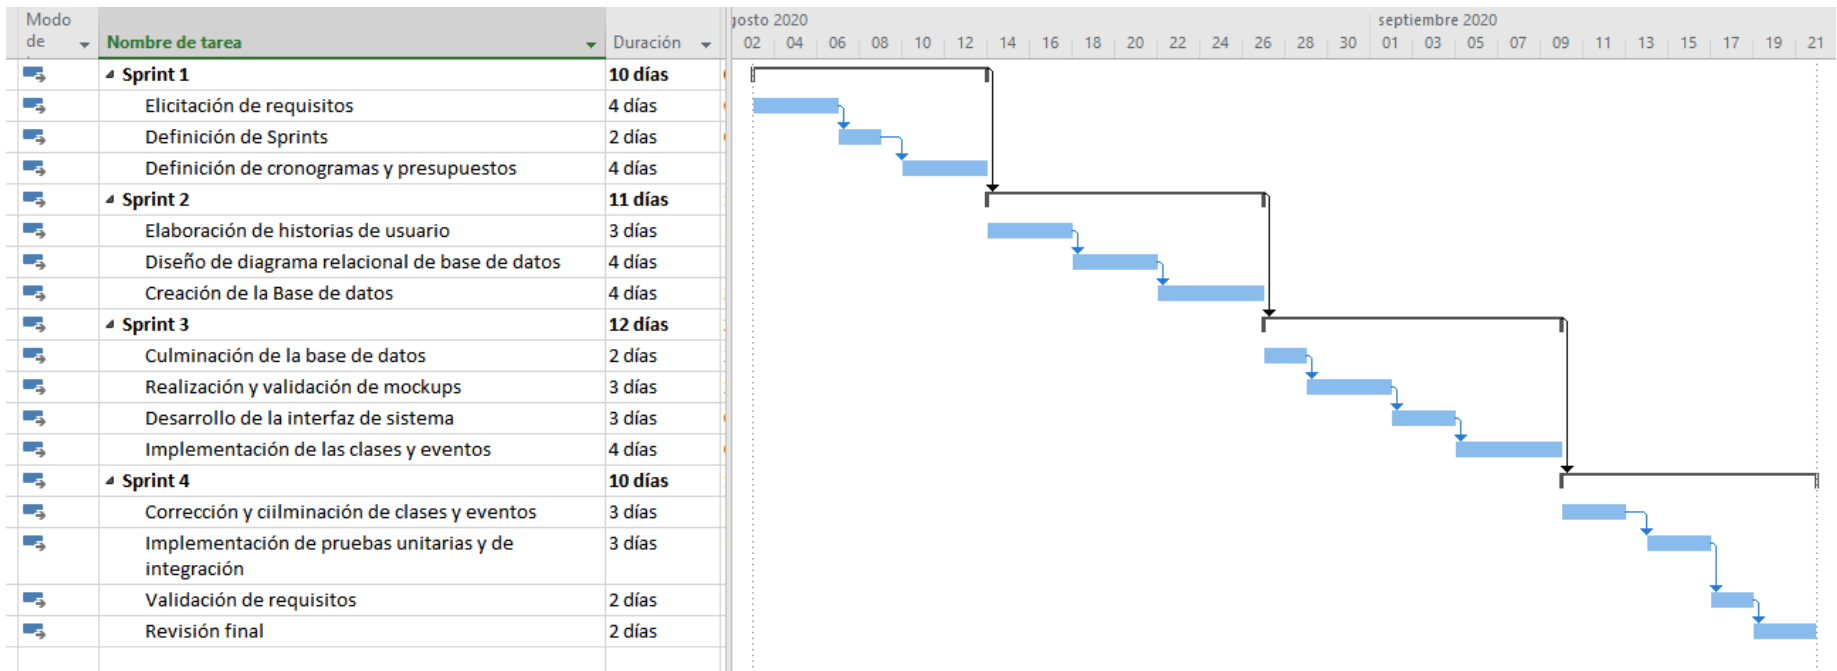 Modo
de
Nombre de tarea
Duración
gosto 2020
septiembre 2020
02 04 06 08 10 12 14 16 18 20 22 24 26 28 30 01 03 05 07 09 11 13 15 17 19 21
Sprint 1 10 días
Elicitación de requisitos 4 días
Definición de Sprints 2 días
Definición de cronogramas y presupuestos 4 días
Sprint 2 11 días
Elaboración de historias de usuario 3 días
Diseño de diagrama relacional de base de datos 4 días
Creación de la Base de datos 4 días
Sprint 3 12 días
Culminación de la base de datos 2 días
Realización y validación de mockups 3 días
Desarrollo de la interfaz de sistema 3 días
Implementación de las clases y eventos 4 días
Sprint 4 10 días
Corrección y ciilminación de clases y eventos 3 días
Implementación de pruebas unitarias y de 3 días
integración
Validación de requisitos 2 días
Revisión final 2 días